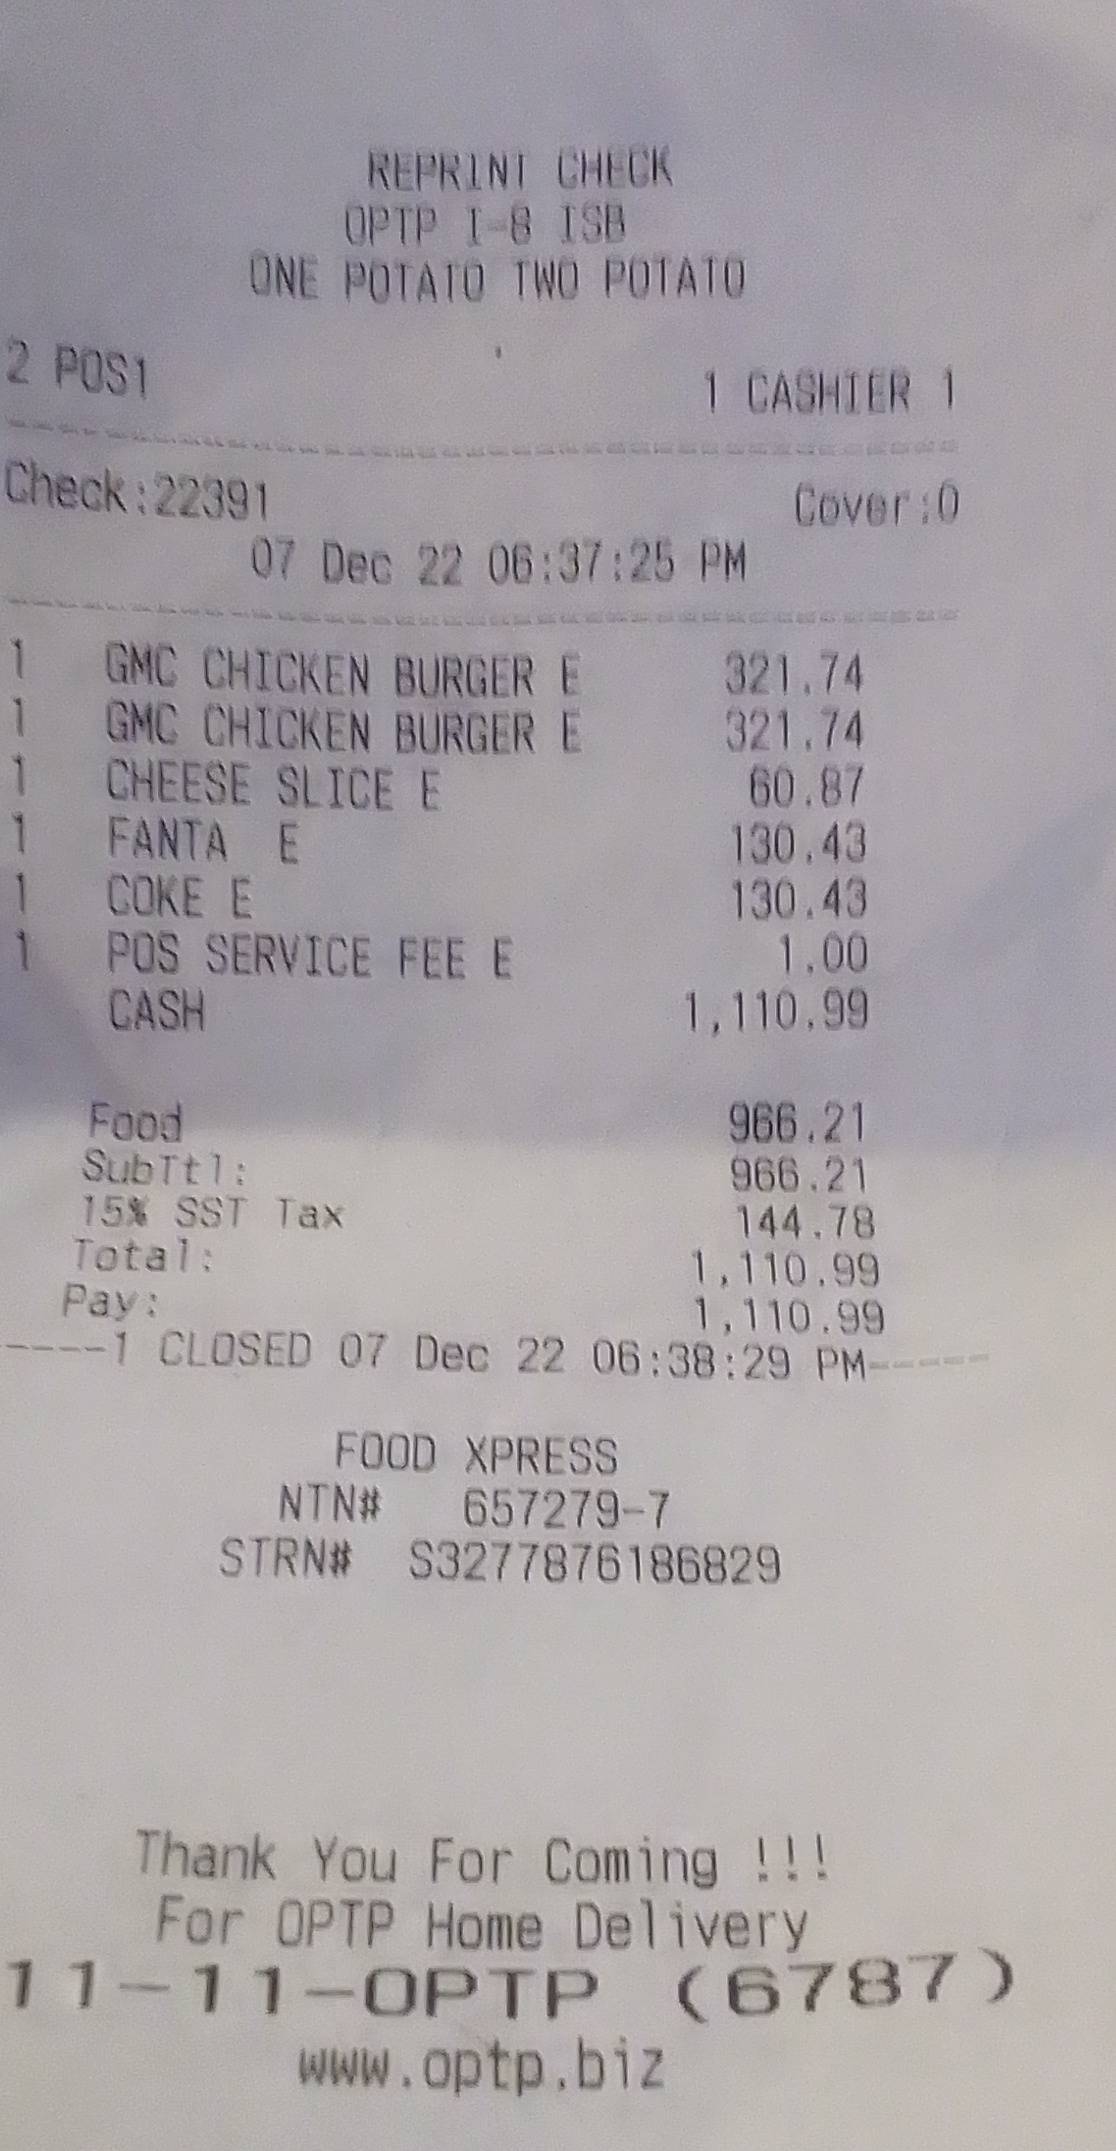 REPRINT CHECK
OPTP I-8 ISB
ONE POTATO TWO POTATO
2 POS1 1 CASHIER 1
--------------------------------
Check:22391 Cover:0
07 Dec 22 06:37:25 PM
--------------------------------
1 GMC CHICKEN BURGER E 321.74
1 GMC CHICKEN BURGER E 321.74
1 CHEESE SLICE E 60.87
1 FANTA E 130.43
1 COKE E 130.43
1 POS SERVICE FEE E 1.00
CASH 1,110.99
Food 966.21
SubTtl: 966.21
15% SST Tax 144.78
Total: 1,110.99
Pay: 1,110.99
----1 CLOSED 07 Dec 22 06:38:29 PM-----
FOOD XPRESS
NTN# 657279-7
STRN# S3277876186829
Thank You For Coming !!!
For OPTP Home Delivery
11-11-OPTP (6787)
www.optp.biz